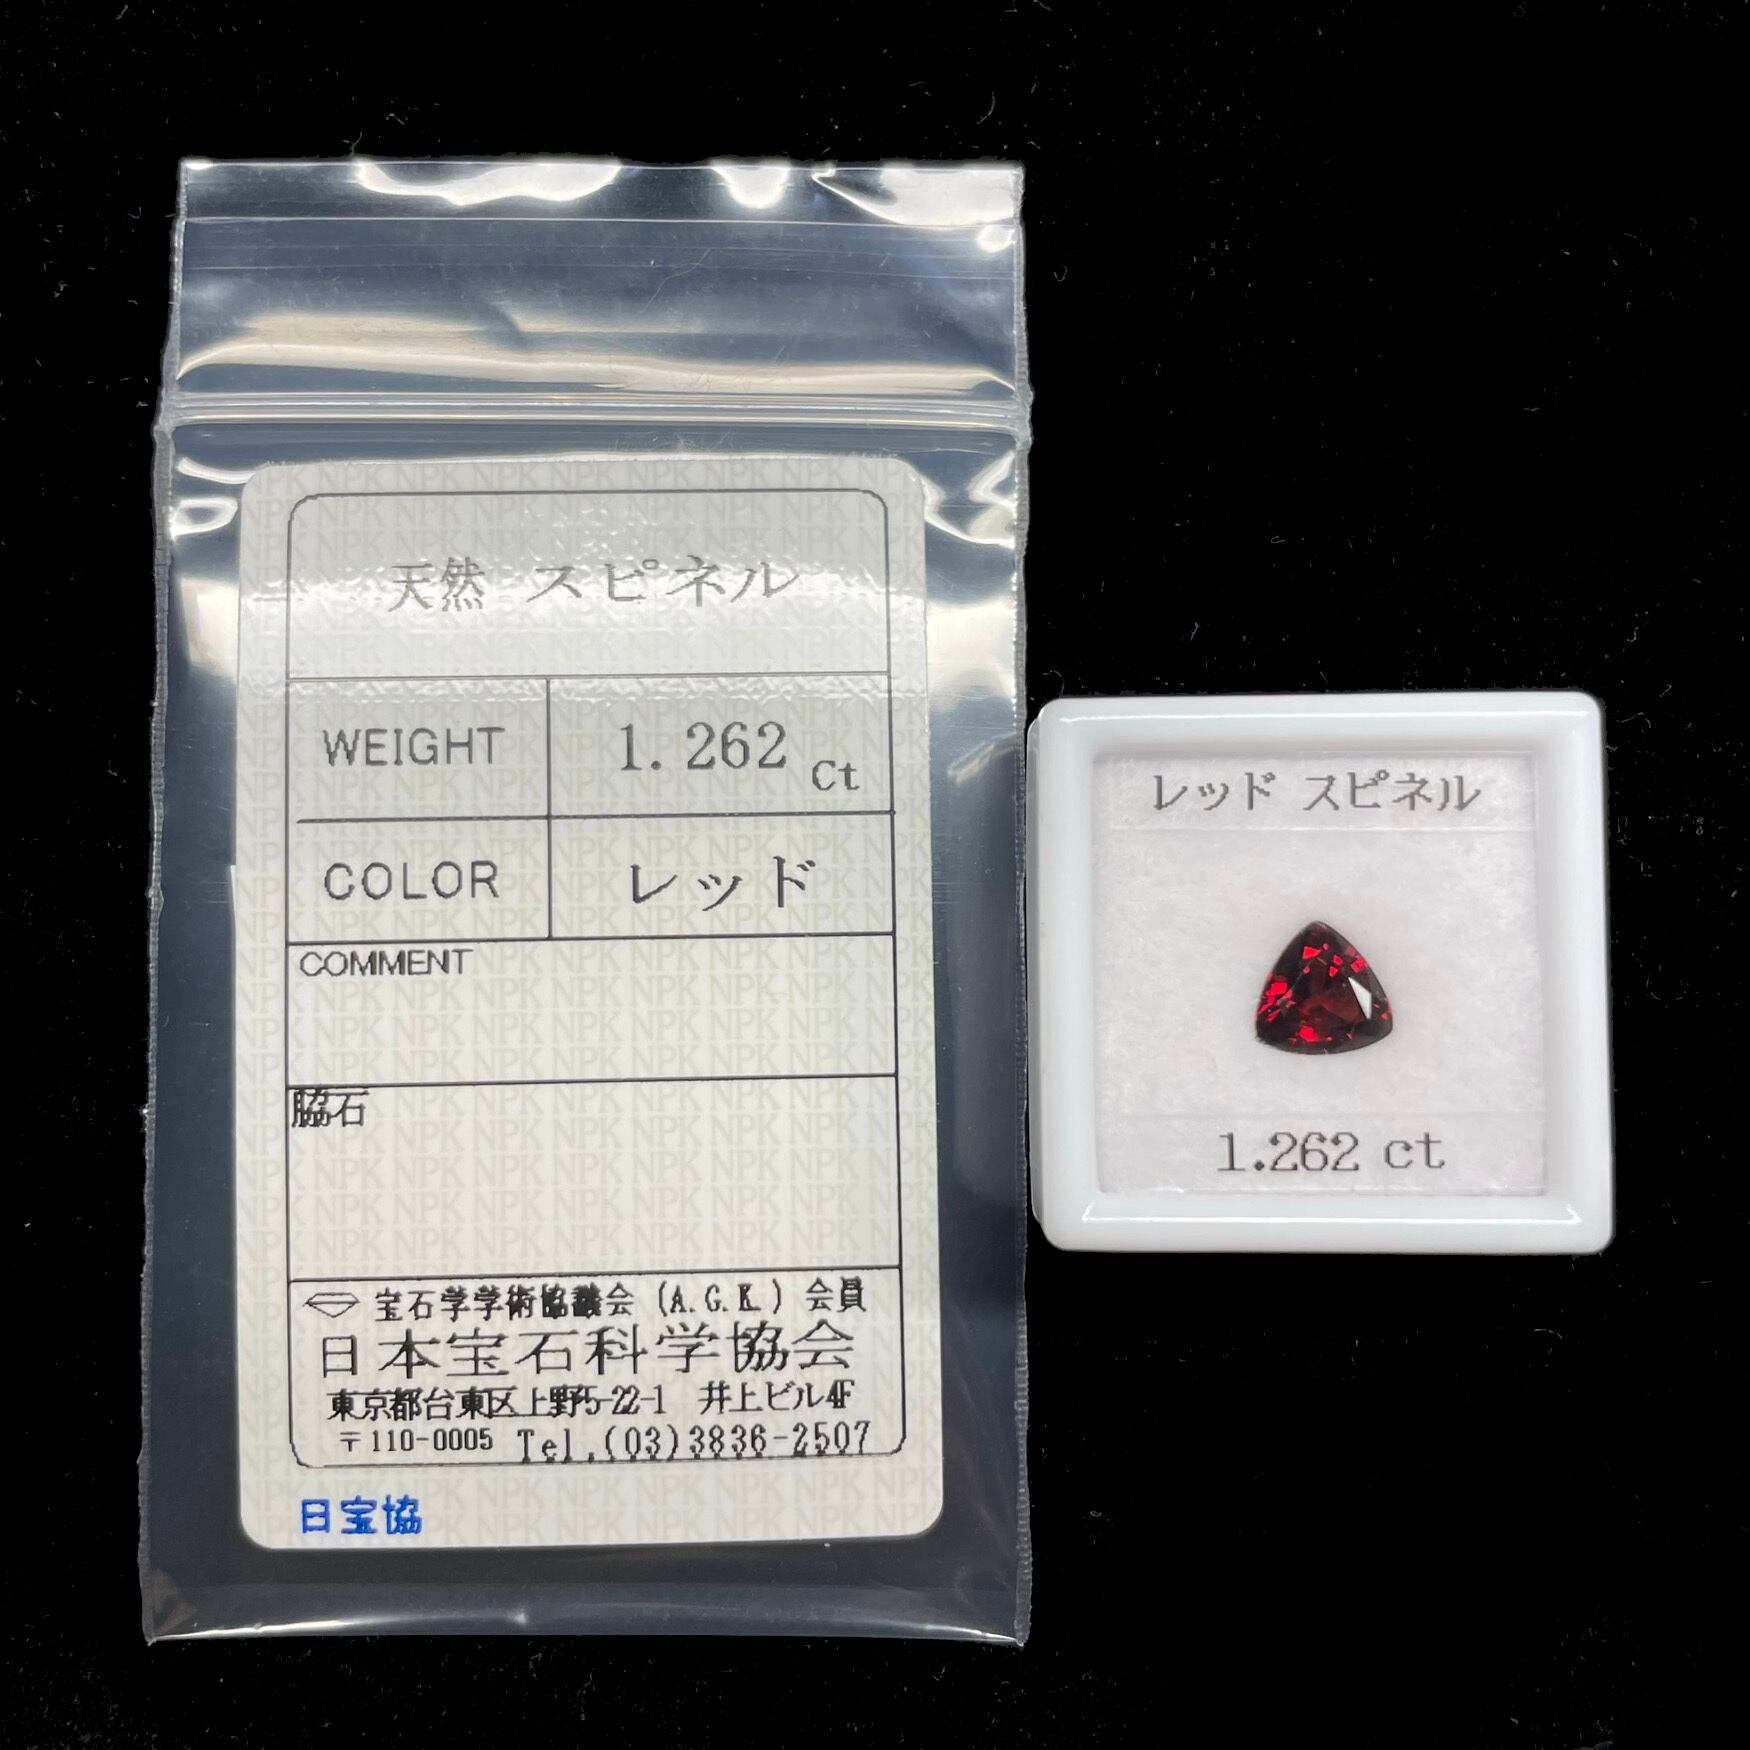 天然 スピネル
WEIGHT 1.262 Ct
COLOR レッド
COMMENT
脇石
宝石学学術協議会 (A.G.K.) 会員
日本宝石科学協会
東京都台東区上野5-22-1 井上ビル4F
〒110-0005 Tel.(03)3836-2507
日宝協
レッド スピネル
1.262 ct